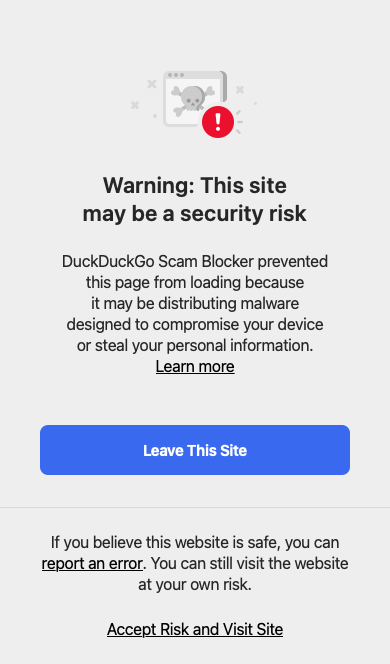 Warning: This site
may be a security risk
DuckDuckGo Scam Blocker prevented
this page from loading because
it may be distributing malware
designed to compromise your device
or steal your personal information.
Learn more
Leave This Site
If you believe this website is safe, you can
report an error. You can still visit the website
at your own risk.
Accept Risk and Visit Site